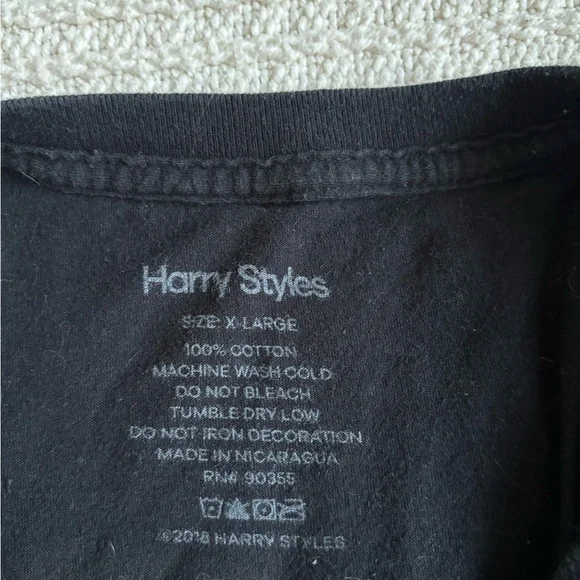 Harry Styles
SIZE: X-LARGE
100% COTTON
MACHINE WASH COLD
DO NOT BLEACH
TUMBLE DRY LOW
DO NOT IRON DECORATION
MADE IN NICARAGUA
RN# 90355
©2018 HARRY STYLES